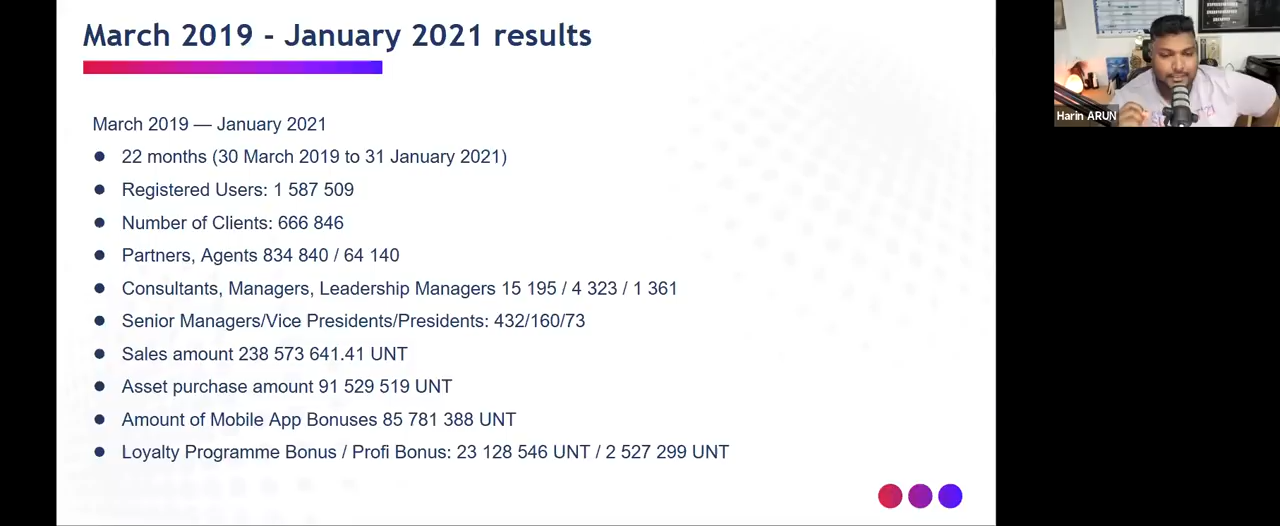 March 2019 - January 2021 results
March 2019 — January 2021
22 months (30 March 2019 to 31 January 2021)
Registered Users: 1 587 509
Number of Clients: 666 846
Partners, Agents 834 840 / 64 140
Consultants, Managers, Leadership Managers 15 195 / 4 323 / 1 361
Senior Managers/Vice Presidents/Presidents: 432/160/73
Sales amount 238 573 641.41 UNT
Asset purchase amount 91 529 519 UNT
Amount of Mobile App Bonuses 85 781 388 UNT
Loyalty Programme Bonus / Profi Bonus: 23 128 546 UNT / 2 527 299 UNT
Harin ARUN